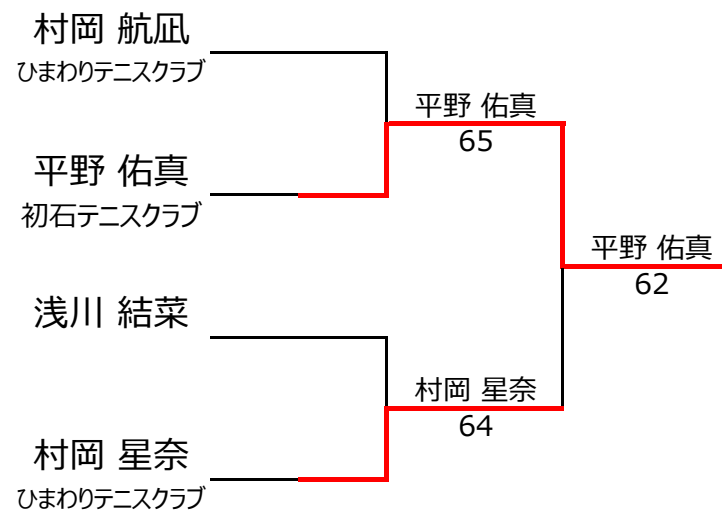 村岡 航凪
ひまわりテニスクラブ
平野 佑真
65
平野 佑真
初石テニスクラブ
平野 佑真
62
浅川 結菜
村岡 星奈
64
村岡 星奈
ひまわりテニスクラブ